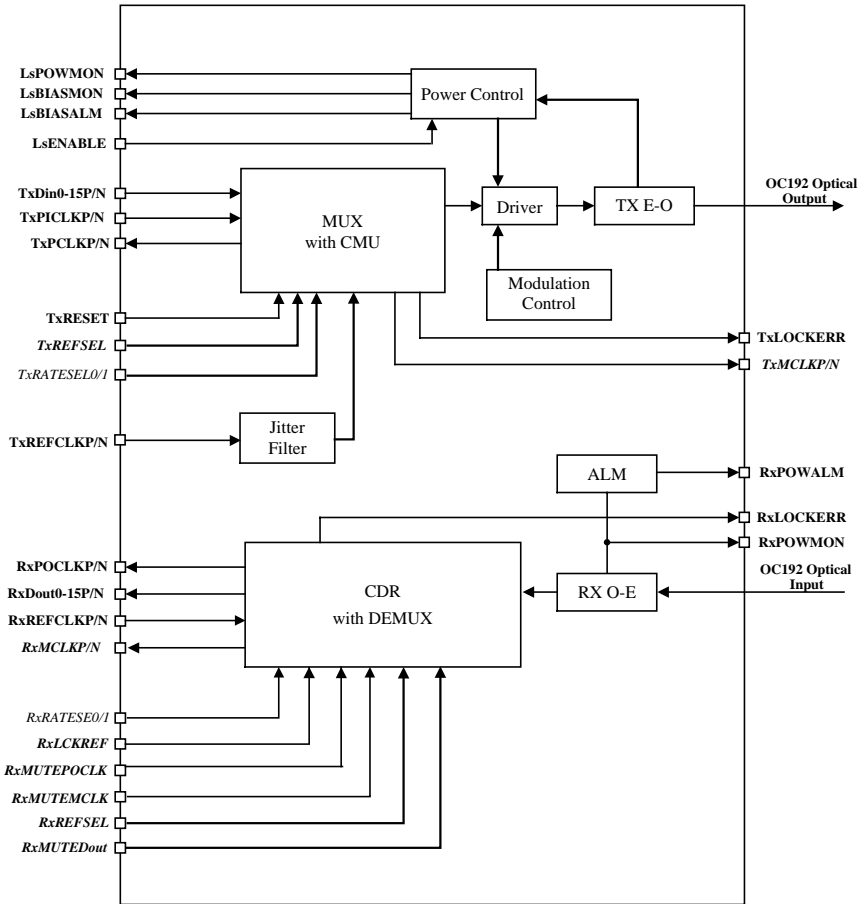 LsPOWMON
LsBIASMON
LsBIASALM
LsENABLE
Power Control
TxDin0-15P/N
TxPICLKP/N
TxPCLKP/N
MUX
with CMU
Driver
TX E-O
OC192 Optical
Output
Modulation
Control
TxRESET
TxREFSEL
TxRATESEL0/1
TxLOCKERR
TxMCLKP/N
TxREFCLKP/N
Jitter
Filter
ALM
RxPOWALM
RxLOCKERR
RxPOWMON
RxPOCLKP/N
RxDout0-15P/N
RxREFCLKP/N
RxMCLKP/N
CDR
with DEMUX
RX O-E
OC192 Optical
Input
RxRATESE0/1
RxLCKREF
RxMUTEPOCLK
RxMUTEMCLK
RxREFSEL
RxMUTEDout